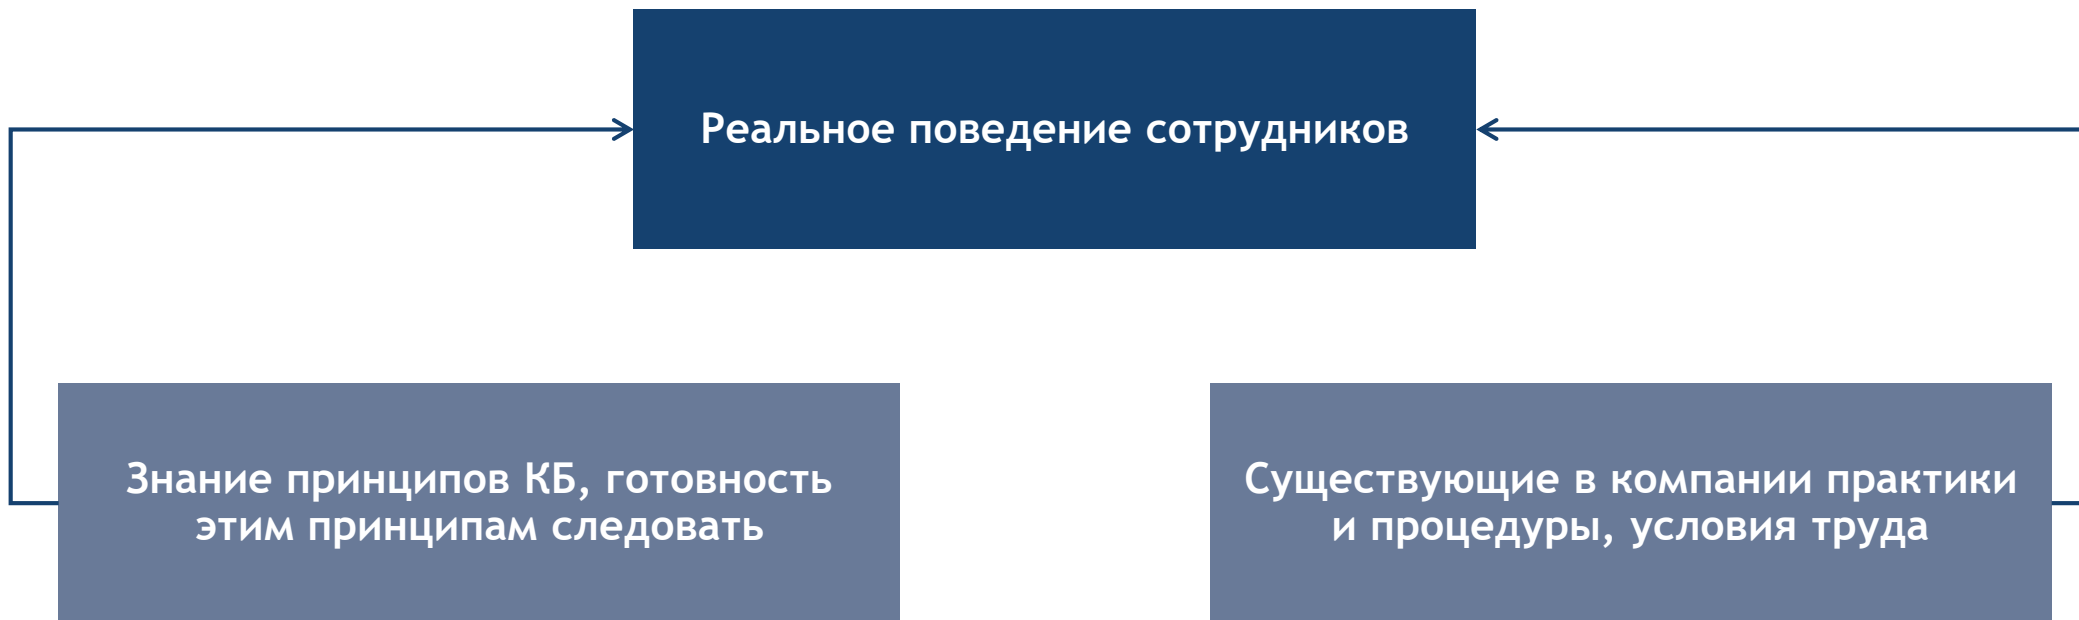 Реальное поведение сотрудников
Знание принципов КБ, готовность
этим принципам следовать
Существующие в компании практики
и процедуры, условия труда